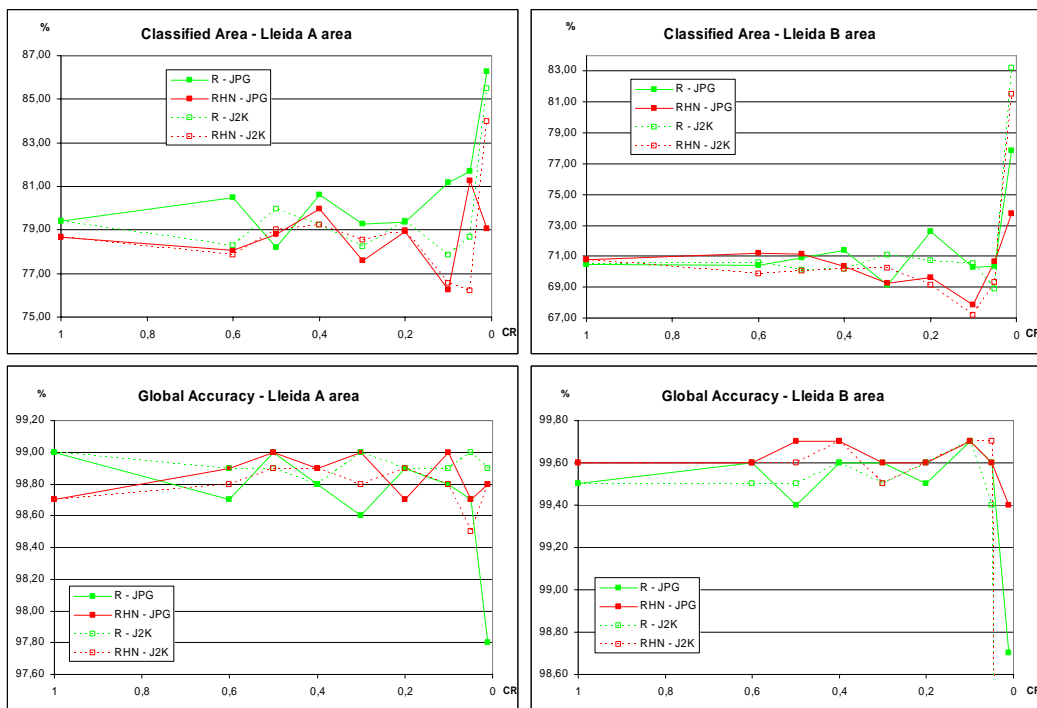 %
Classified Area - Lleida A area
87,00
85,00
83,00
81,00
79,00
77,00
75,00
R - JPG
RHN - JPG
R - J2K
RHN - J2K
1
0,8
0,6
0,4
0,2
0
CR
%
Classified Area - Lleida B area
83,00
81,00
79,00
77,00
75,00
73,00
71,00
69,00
67,00
R - JPG
RHN - JPG
R - J2K
RHN - J2K
1
0,8
0,6
0,4
0,2
0
CR
%
Global Accuracy - Lleida A area
99,20
99,00
98,80
98,60
98,40
98,20
98,00
97,80
97,60
R - JPG
RHN - JPG
R - J2K
RHN - J2K
1
0,8
0,6
0,4
0,2
0
CR
%
Global Accuracy - Lleida B area
99,80
99,60
99,40
99,20
99,00
98,80
98,60
R - JPG
RHN - JPG
R - J2K
RHN - J2K
1
0,8
0,6
0,4
0,2
0
CR